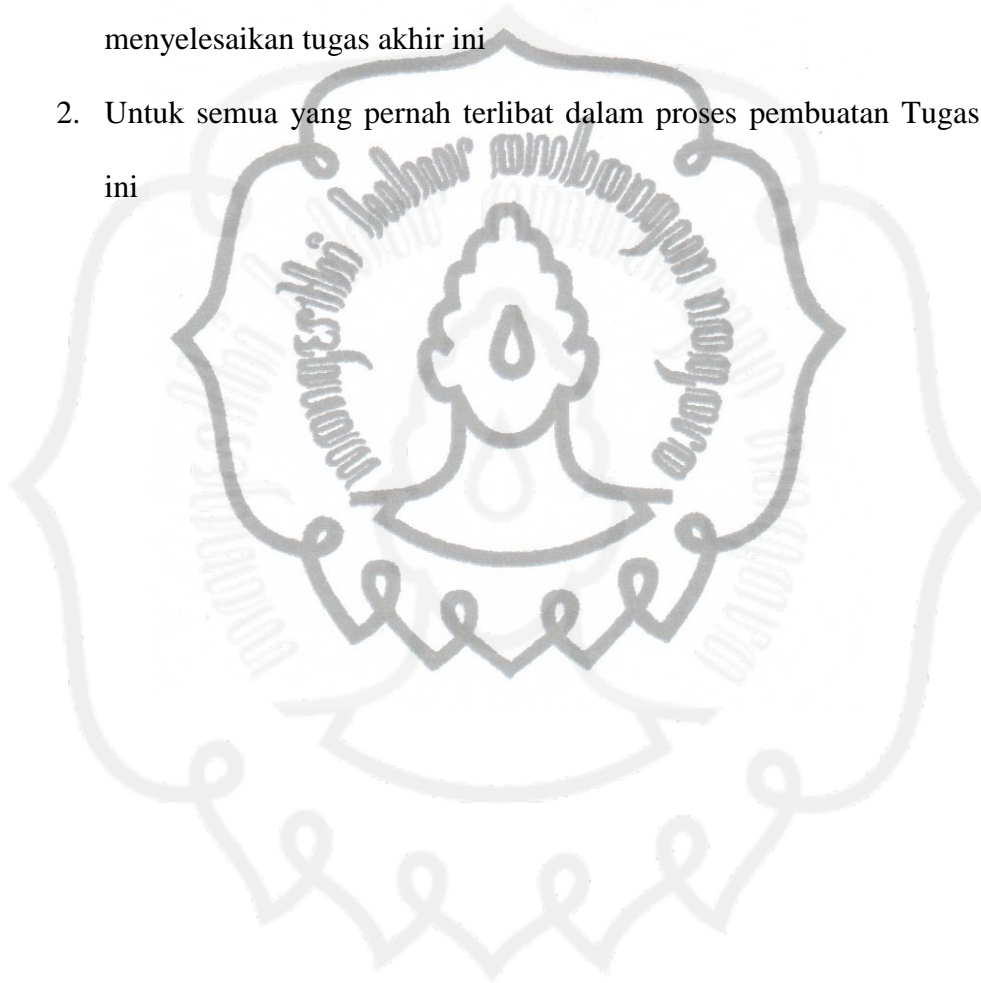 menyelesaikan tugas akhir ini
2. Untuk semua yang pernah terlibat dalam proses pembuatan Tugas
ini